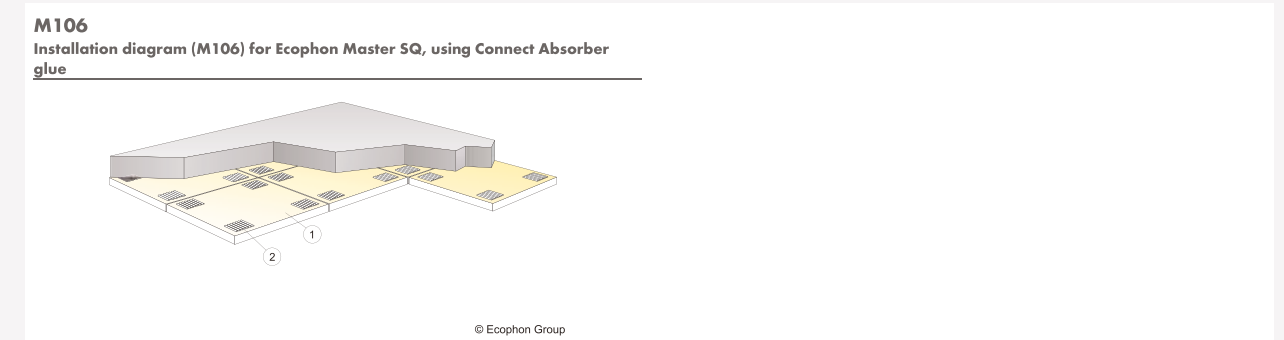 M106
Installation diagram (M106) for Ecophon Master SQ, using Connect Absorber
glue
1
2
© Ecophon Group